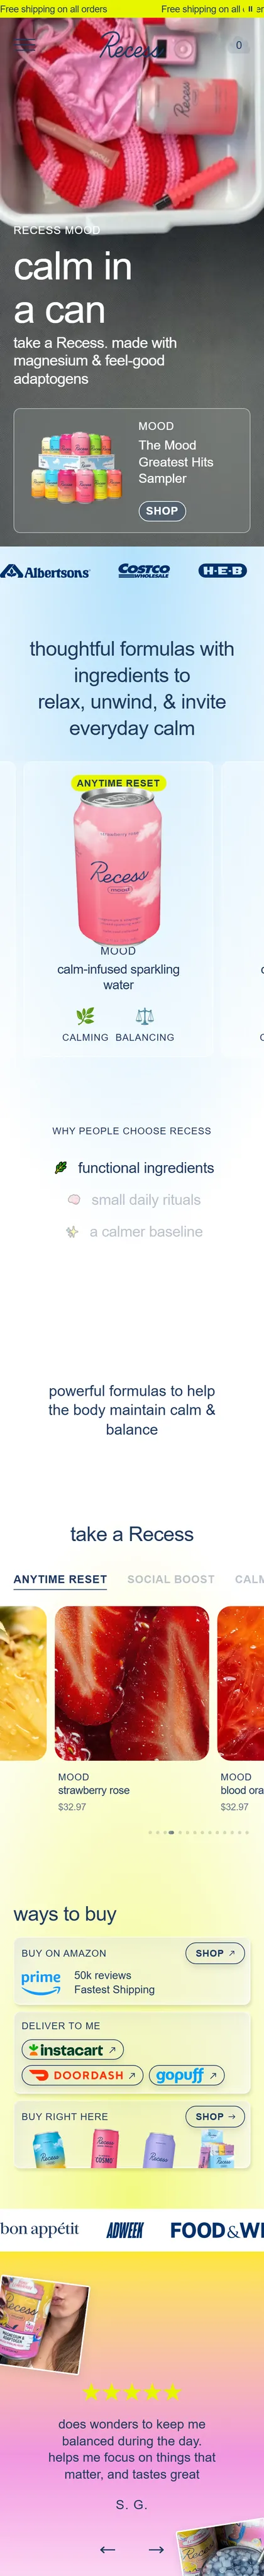 Free shipping on all orders
Free shipping on all
Recess
0
RECESS MOOD
calm in
a can
take a Recess. made with
magnesium & feel-good
adaptogens
MOOD
The Mood
Greatest Hits
Sampler
SHOP
Albertsons
COSTCO
WHOLESALE
H-E-B
thoughtful formulas with
ingredients to
relax, unwind, & invite
everyday calm
ANYTIME RESET
strawberry rose
Recess
mood
MOOD
calm-infused sparkling
water
CALMING
BALANCING
WHY PEOPLE CHOOSE RECESS
functional ingredients
small daily rituals
a calmer baseline
powerful formulas to help
the body maintain calm &
balance
take a Recess
ANYTIME RESET
SOCIAL BOOST
CALM
MOOD
strawberry rose
$32.97
MOOD
blood ora
$32.97
ways to buy
BUY ON AMAZON
SHOP ↗
prime
50k reviews
Fastest Shipping
DELIVER TO ME
instacart ↗
DOORDASH ↗
gopuff ↗
BUY RIGHT HERE
SHOP →
Recess
Recess
COSMO
Recess
bon appétit
ADWEEK
FOOD&WI
Recess
★★★★★
does wonders to keep me
balanced during the day.
helps me focus on things that
matter, and tastes great
S. G.
← →